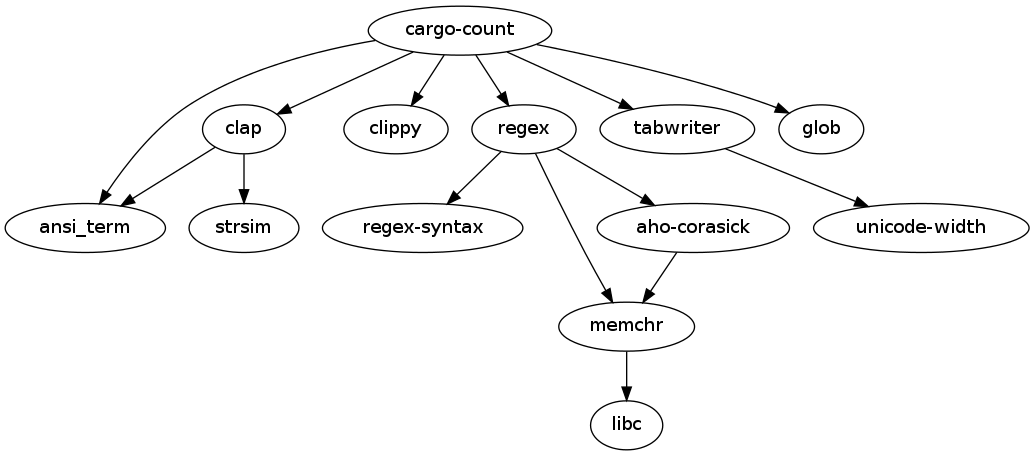 cargo-count
clap
clippy
regex
tabwriter
glob
ansi_term
strsim
regex-syntax
aho-corasick
unicode-width
memchr
libc